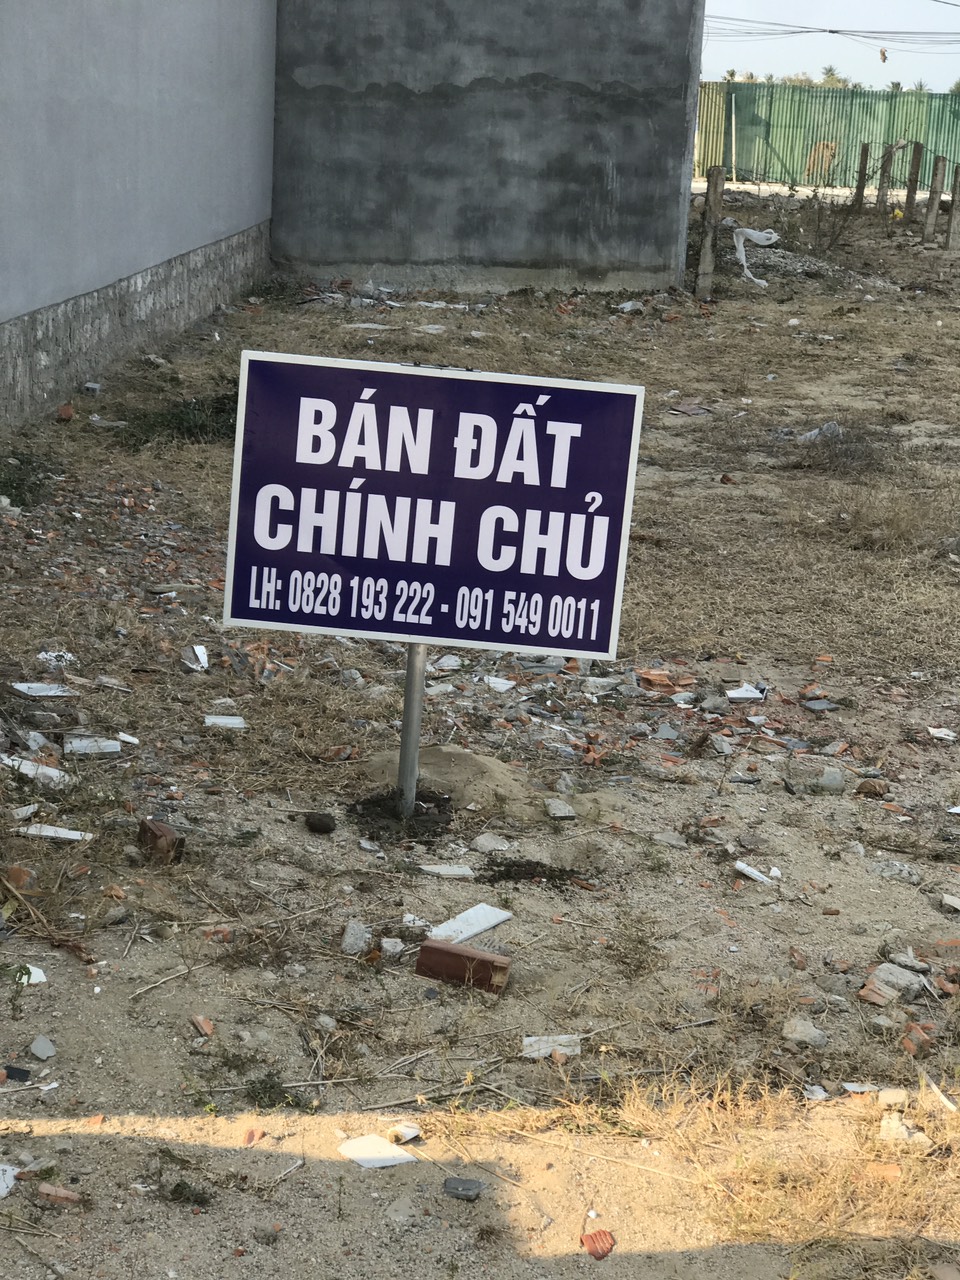 BÁN ĐẤT
CHÍNH CHỦ
LH: 0828 193 222 - 091 549 0011